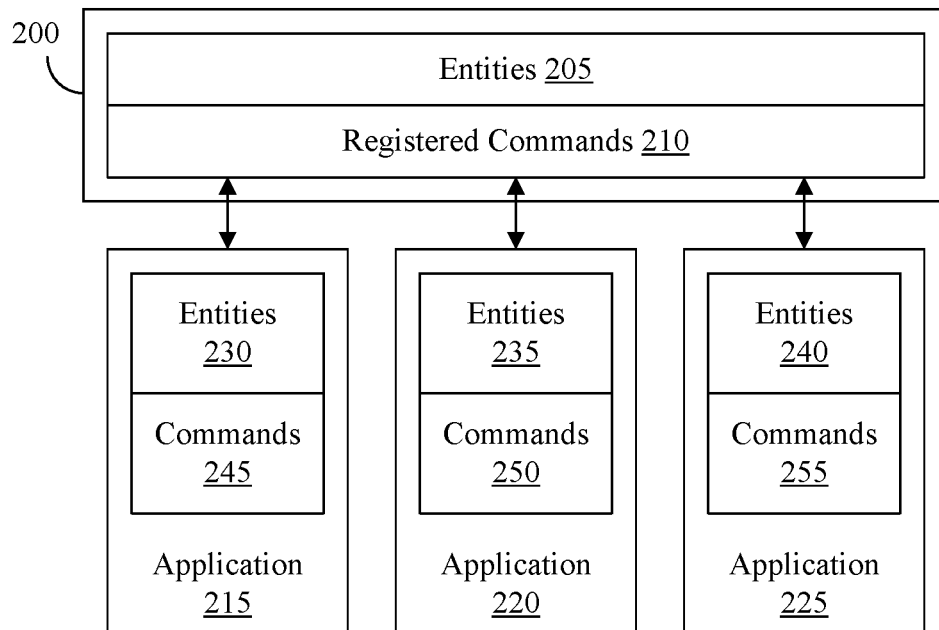 200
Entities 205
Registered Commands 210
Entities
230
Commands
245
Application
215
Entities
235
Commands
250
Application
220
Entities
240
Commands
255
Application
225